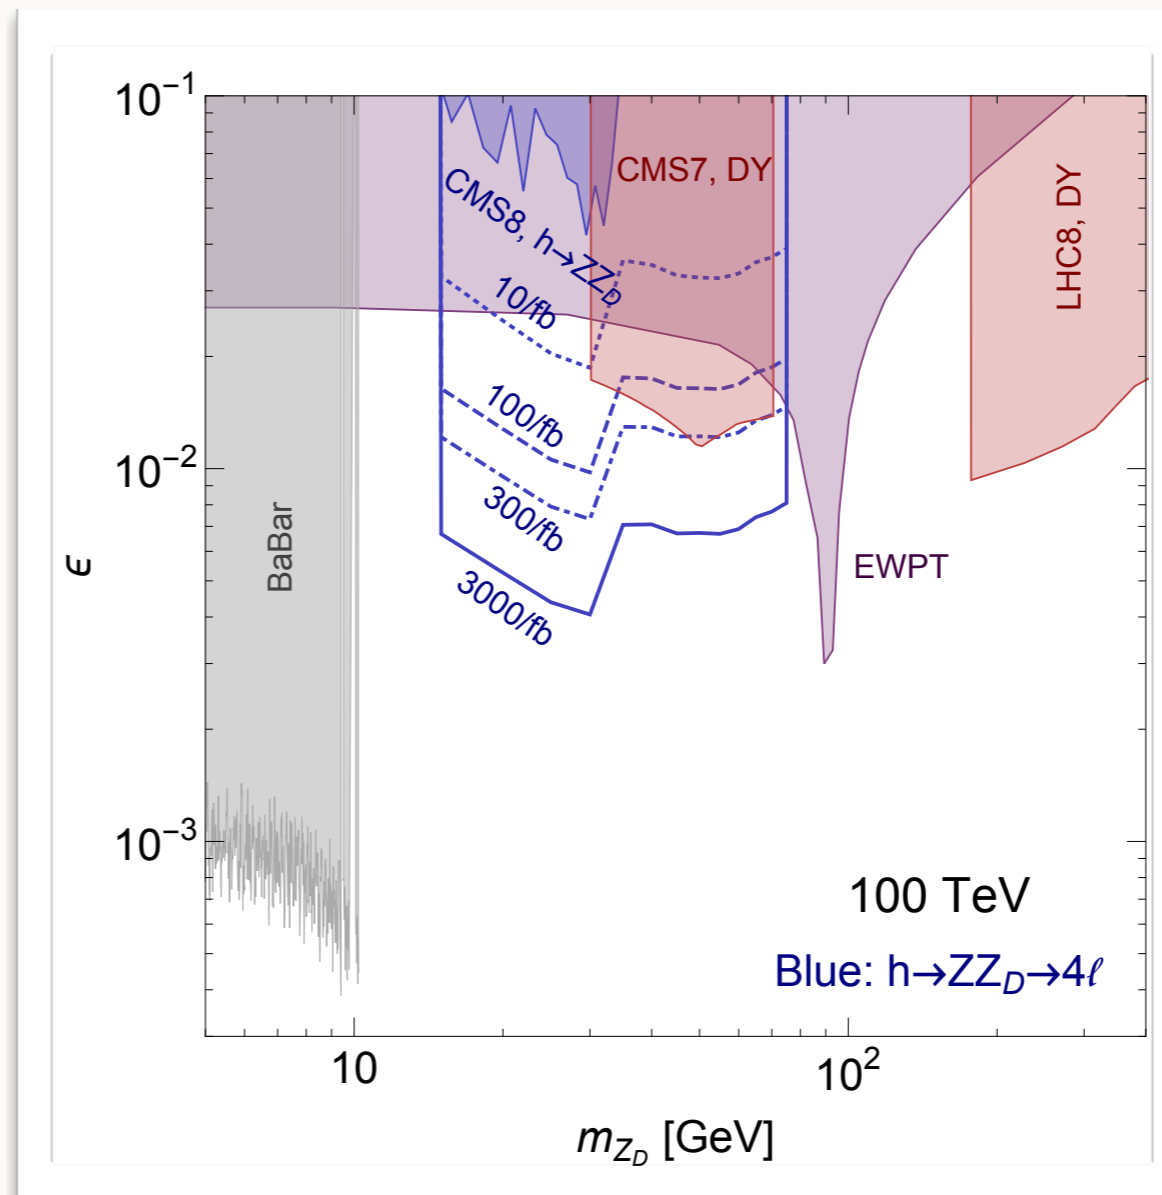 10⁻¹
CMS7, DY
CMS8, h→ZZ_D
LHC8, DY
10/fb
100/fb
10⁻²
300/fb
BaBar
ϵ
EWPT
3000/fb
10⁻³
100 TeV
Blue: h→ZZ_D→4ℓ
10
10²
m_{Z_D} [GeV]